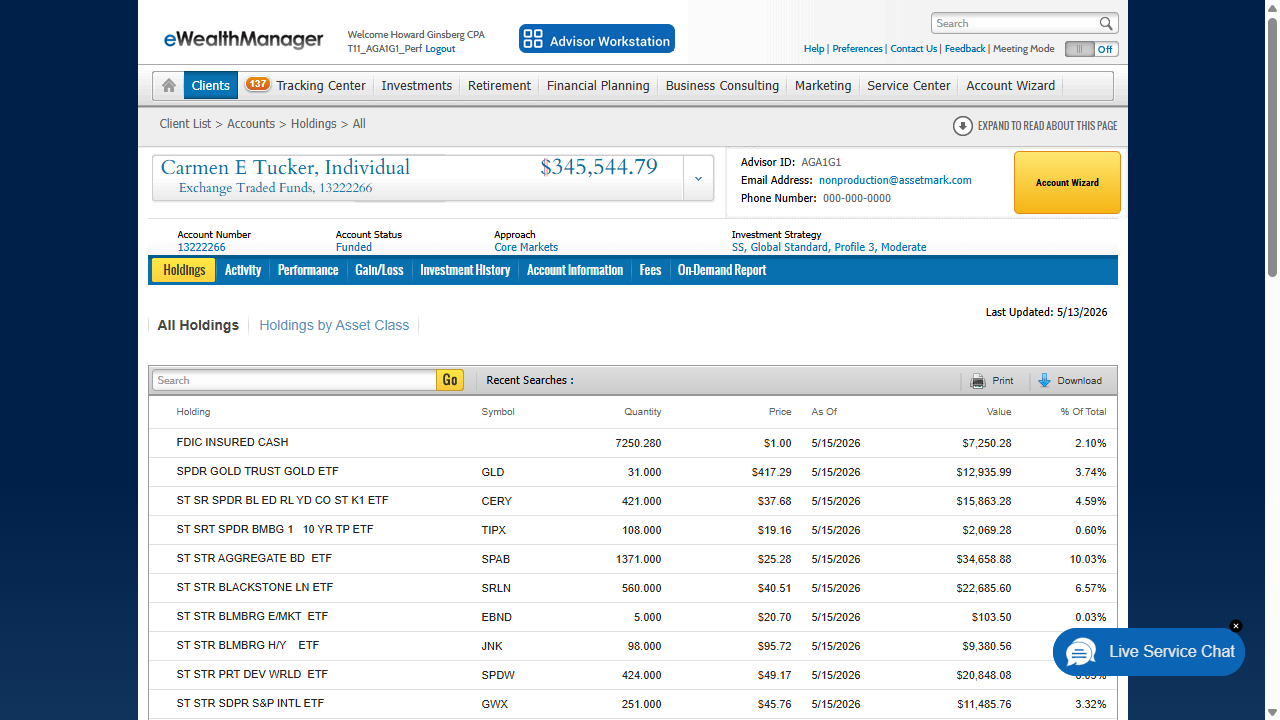 eWealthManager
Welcome Howard Ginsberg CPA
T11_AGA1G1_Perf Logout
Advisor Workstation
Search
Help | Preferences | Contact Us | Feedback | Meeting Mode Off
Clients 137 Tracking Center Investments Retirement Financial Planning Business Consulting Marketing Service Center Account Wizard
Client List > Accounts > Holdings > All
EXPAND TO READ ABOUT THIS PAGE
Carmen E Tucker, Individual $345,544.79
Exchange Traded Funds, 13222266
Advisor ID: AGA1G1
Email Address: nonproduction@assetmark.com
Phone Number: 000-000-0000
Account Wizard
Account Number Account Status Approach Investment Strategy
13222266 Funded Core Markets SS, Global Standard, Profile 3, Moderate
Holdings Activity Performance Gain/Loss Investment History Account Information Fees On-Demand Report
Last Updated: 5/13/2026
All Holdings Holdings by Asset Class
Search Go Recent Searches : Print Download
Holding Symbol Quantity Price As Of Value % Of Total
FDIC INSURED CASH 7250.280 $1.00 5/15/2026 $7,250.28 2.10%
SPDR GOLD TRUST GOLD ETF GLD 31.000 $417.29 5/15/2026 $12,935.99 3.74%
ST SR SPDR BL ED RL YD CO ST K1 ETF CERY 421.000 $37.68 5/15/2026 $15,863.28 4.59%
ST SRT SPDR BMBG 1 10 YR TP ETF TIPX 108.000 $19.16 5/15/2026 $2,069.28 0.60%
ST STR AGGREGATE BD ETF SPAB 1371.000 $25.28 5/15/2026 $34,658.88 10.03%
ST STR BLACKSTONE LN ETF SRLN 560.000 $40.51 5/15/2026 $22,685.60 6.57%
ST STR BLMBRG E/MKT ETF EBND 5.000 $20.70 5/15/2026 $103.50 0.03%
ST STR BLMBRG H/Y ETF JNK 98.000 $95.72 5/15/2026 $9,380.56
ST STR PRT DEV WRLD ETF SPDW 424.000 $49.17 5/15/2026 $20,848.08
ST STR SDPR S&P INTL ETF GWX 251.000 $45.76 5/15/2026 $11,485.76 3.32%
Live Service Chat